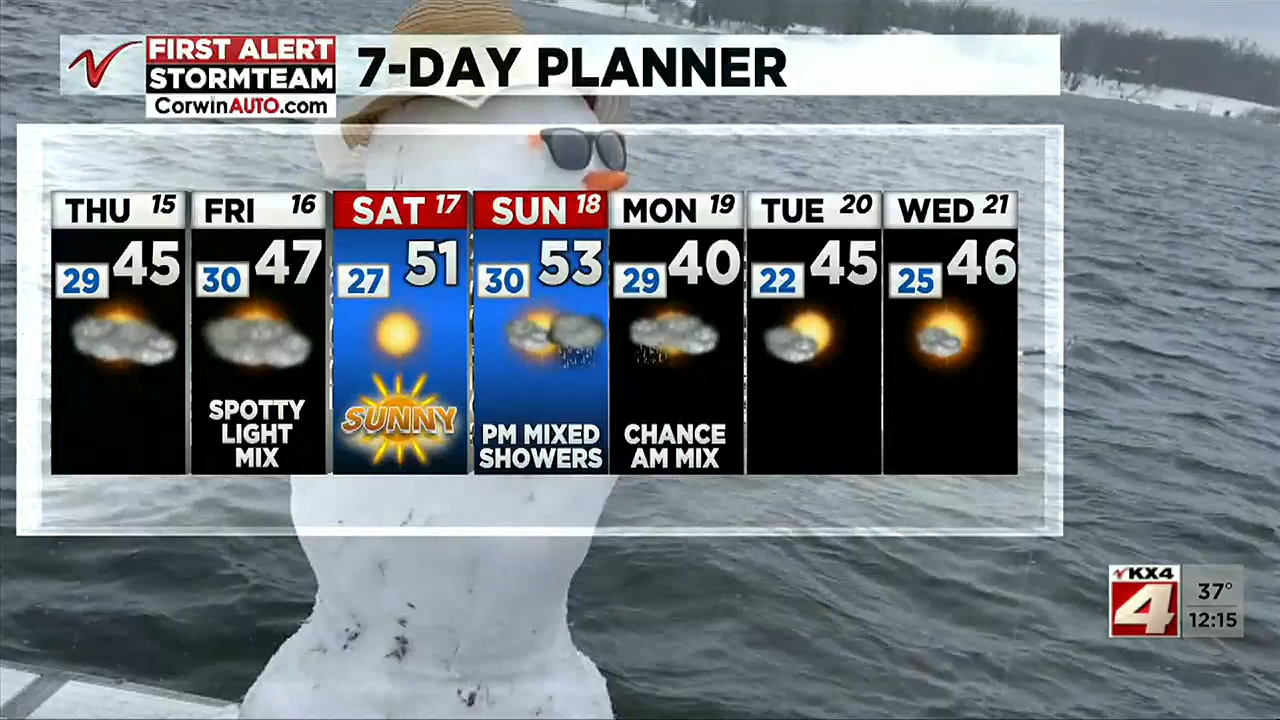 FIRST ALERT
STORMTEAM
CorwinAUTO.com
7-DAY PLANNER
THU 15
FRI 16
SAT 17
SUN 18
MON 19
TUE 20
WED 21
29 45
30 47
27 51
30 53
29 40
22 45
25 46
SPOTTY
LIGHT
MIX
SUNNY
PM MIXED
SHOWERS
CHANCE
AM MIX
KX4
4
37°
12:15